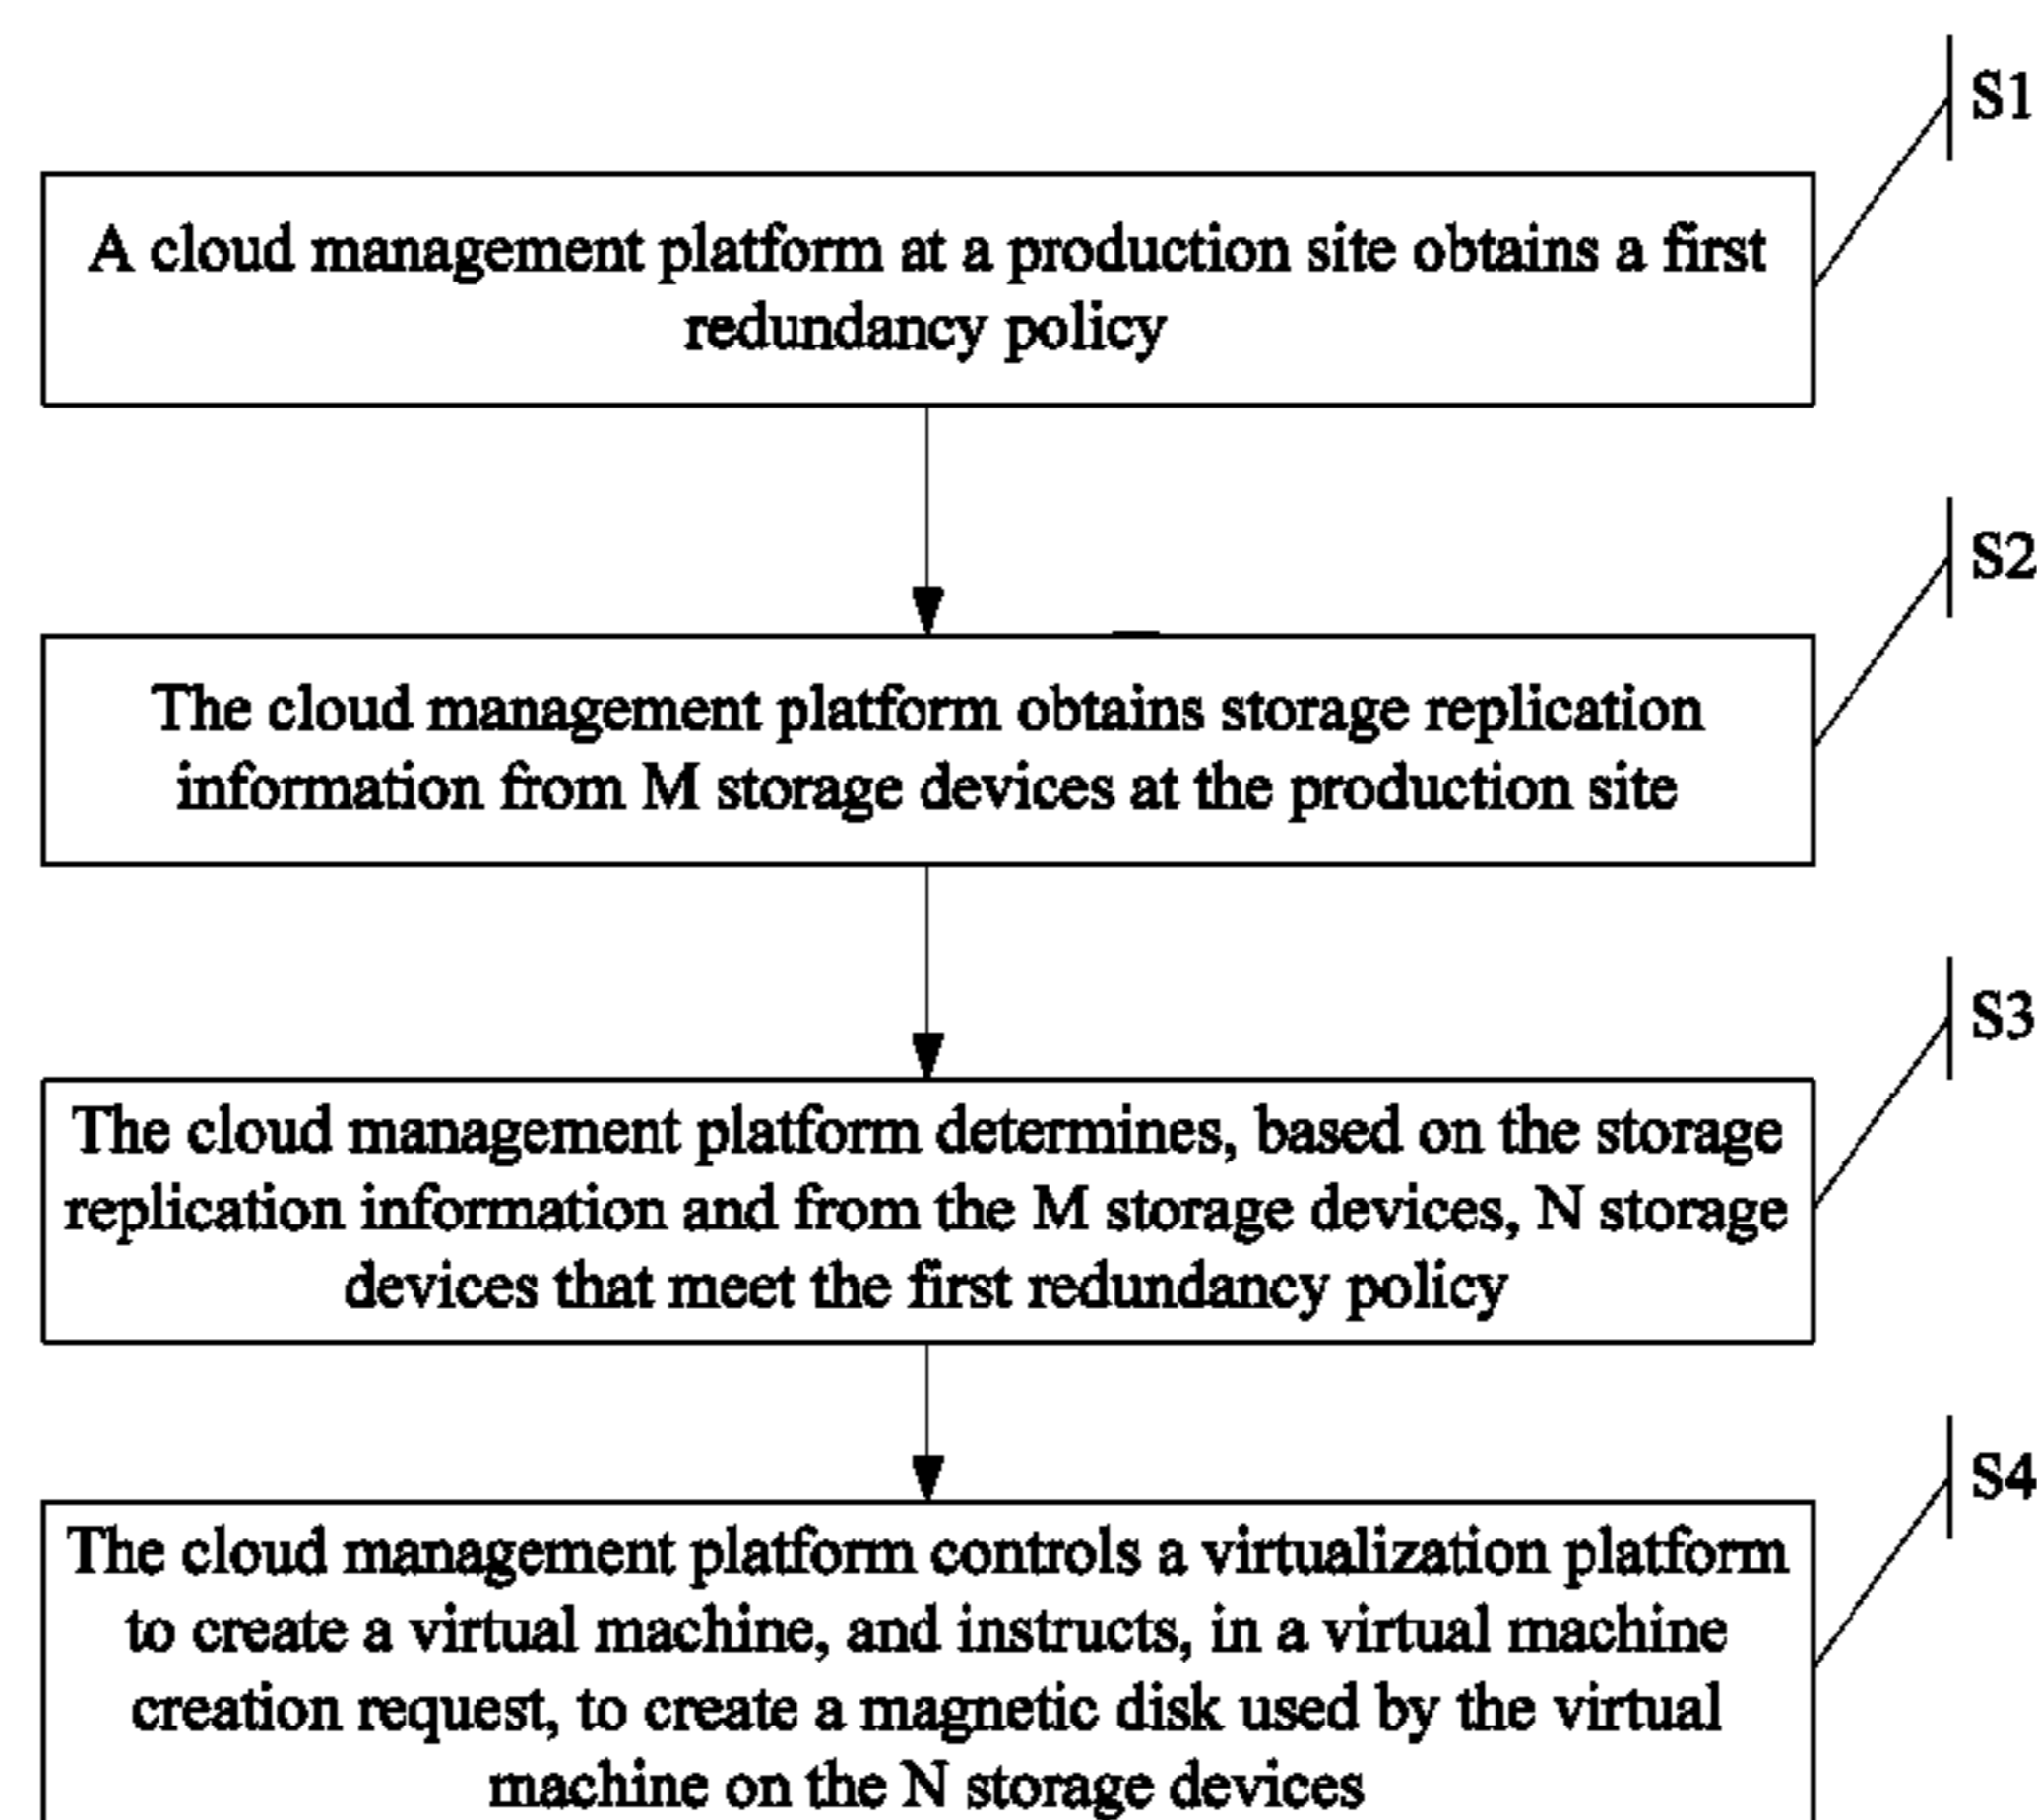 S1
A cloud management platform at a production site obtains a first
redundancy policy
S2
The cloud management platform obtains storage replication
information from M storage devices at the production site
S3
The cloud management platform determines, based on the storage
replication information and from the M storage devices, N storage
devices that meet the first redundancy policy
S4
The cloud management platform controls a virtualization platform
to create a virtual machine, and instructs, in a virtual machine
creation request, to create a magnetic disk used by the virtual
machine on the N storage devices